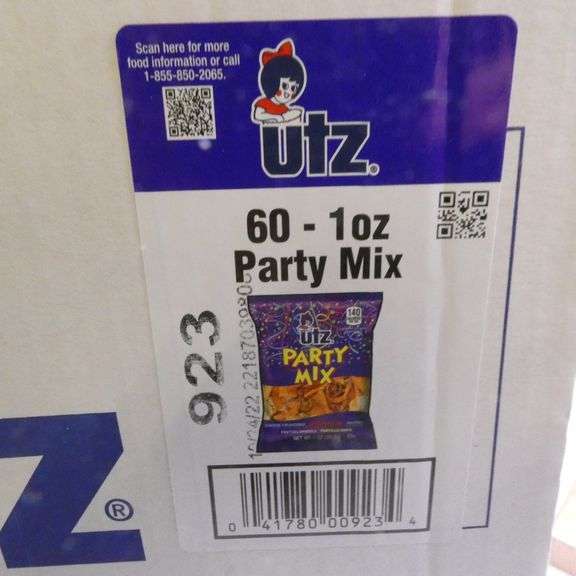 Scan here for more
food information or call
1-855-850-2065.
utz®
60 - 1oz
Party Mix
923
utz
PARTY
MIX
140
0 41780 00923 4
Z®